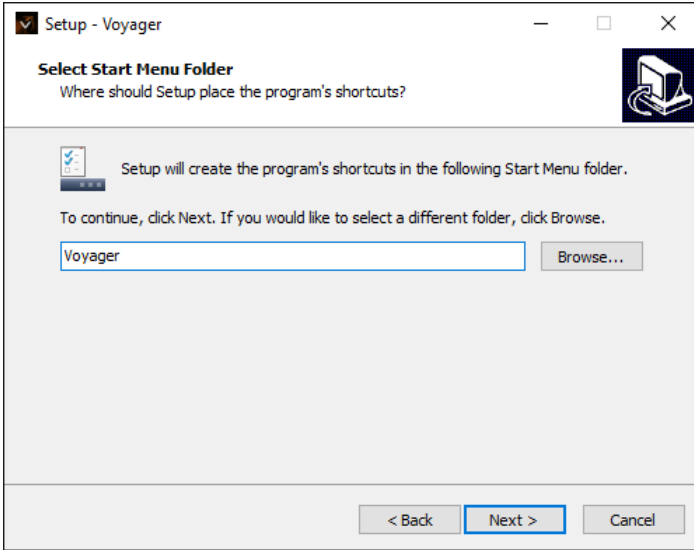 Setup - Voyager
Select Start Menu Folder
Where should Setup place the program's shortcuts?
Setup will create the program's shortcuts in the following Start Menu folder.
To continue, click Next. If you would like to select a different folder, click Browse.
Voyager
Browse...
< Back
Next >
Cancel